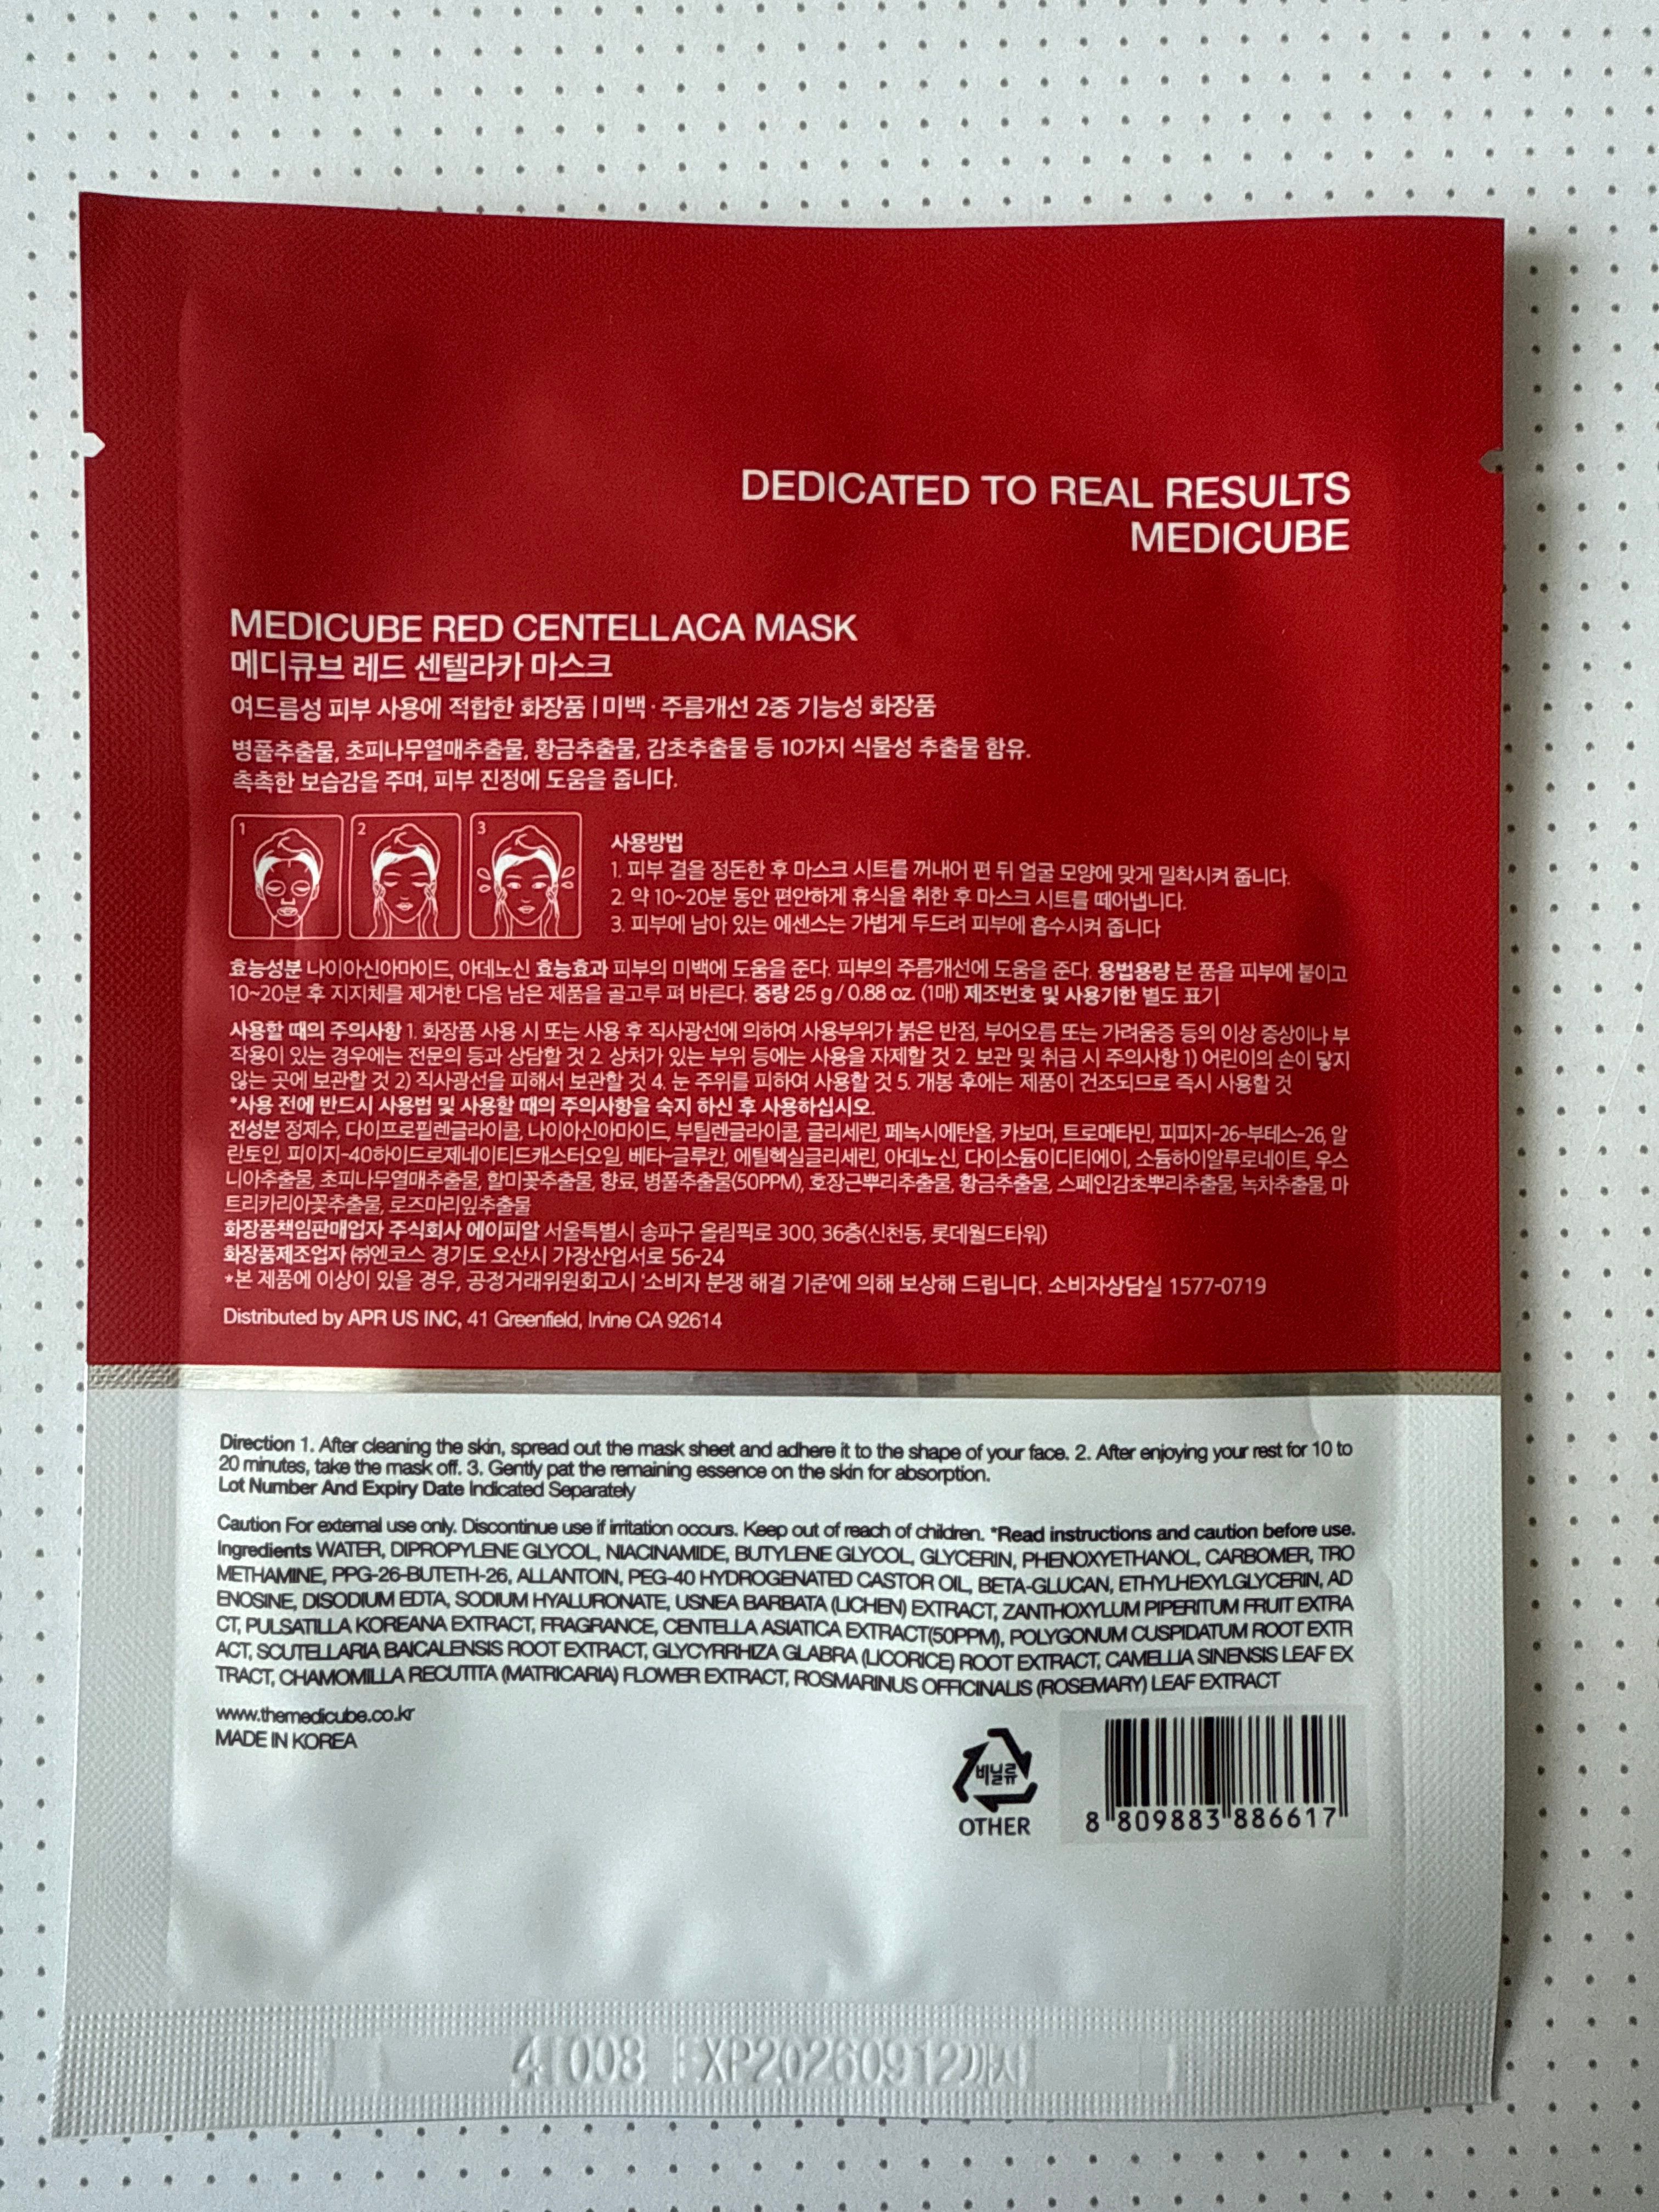 DEDICATED TO REAL RESULTS
MEDICUBE
MEDICUBE RED CENTELLACA MASK
메디큐브 레드 센텔라카 마스크
여드름성 피부 사용에 적합한 화장품 | 미백 · 주름개선 2중 기능성 화장품
병풀추출물, 초피나무열매추출물, 황금추출물, 감초추출물 등 10가지 식물성 추출물 함유.
촉촉한 보습감을 주며, 피부 진정에 도움을 줍니다.
1 2 3
사용방법
1. 피부 결을 정돈한 후 마스크 시트를 꺼내어 편 뒤 얼굴 모양에 맞게 밀착시켜 줍니다.
2. 약 10~20분 동안 편안하게 휴식을 취한 후 마스크 시트를 떼어냅니다.
3. 피부에 남아 있는 에센스는 가볍게 두드려 피부에 흡수시켜 줍니다
효능성분 나이아신아마이드, 아데노신 효능효과 피부의 미백에 도움을 준다. 피부의 주름개선에 도움을 준다. 용법용량 본 품을 피부에 붙이고
10~20분 후 지지체를 제거한 다음 남은 제품을 골고루 펴 바른다. 중량 25 g / 0.88 oz. (1매) 제조번호 및 사용기한 별도 표기
사용할 때의 주의사항 1. 화장품 사용 시 또는 사용 후 직사광선에 의하여 사용부위가 붉은 반점, 부어오름 또는 가려움증 등의 이상 증상이나 부
작용이 있는 경우에는 전문의 등과 상담할 것 2. 상처가 있는 부위 등에는 사용을 자제할 것 2. 보관 및 취급 시 주의사항 1) 어린이의 손이 닿지
않는 곳에 보관할 것 2) 직사광선을 피해서 보관할 것 4. 눈 주위를 피하여 사용할 것 5. 개봉 후에는 제품이 건조되므로 즉시 사용할 것
*사용 전에 반드시 사용법 및 사용할 때의 주의사항을 숙지 하신 후 사용하십시오.
전성분 정제수, 다이프로필렌글라이콜, 나이아신아마이드, 부틸렌글라이콜, 글리세린, 페녹시에탄올, 카보머, 트로메타민, 피피지-26-부테스-26, 알
란토인, 피이지-40하이드로제네이티드캐스터오일, 베타-글루칸, 에틸헥실글리세린, 아데노신, 다이소듐이디티에이, 소듐하이알루로네이트, 우스
니아추출물, 초피나무열매추출물, 할미꽃추출물, 향료, 병풀추출물(50PPM), 호장근뿌리추출물, 황금추출물, 스페인감초뿌리추출물, 녹차추출물, 마
트리카리아꽃추출물, 로즈마리잎추출물
화장품책임판매업자 주식회사 에이피알 서울특별시 송파구 올림픽로 300, 36층(신천동, 롯데월드타워)
화장품제조업자 ㈜엔코스 경기도 오산시 가장산업서로 56-24
*본 제품에 이상이 있을 경우, 공정거래위원회고시 '소비자 분쟁 해결 기준'에 의해 보상해 드립니다. 소비자상담실 1577-0719
Distributed by APR US INC, 41 Greenfield, Irvine CA 92614
Direction 1. After cleaning the skin, spread out the mask sheet and adhere it to the shape of your face. 2. After enjoying your rest for 10 to
20 minutes, take the mask off. 3. Gently pat the remaining essence on the skin for absorption.
Lot Number And Expiry Date Indicated Separately
Caution For external use only. Discontinue use if irritation occurs. Keep out of reach of children. *Read instructions and caution before use.
Ingredients WATER, DIPROPYLENE GLYCOL, NIACINAMIDE, BUTYLENE GLYCOL, GLYCERIN, PHENOXYETHANOL, CARBOMER, TRO
METHAMINE, PPG-26-BUTETH-26, ALLANTOIN, PEG-40 HYDROGENATED CASTOR OIL, BETA-GLUCAN, ETHYLHEXYLGLYCERIN, AD
ENOSINE, DISODIUM EDTA, SODIUM HYALURONATE, USNEA BARBATA (LICHEN) EXTRACT, ZANTHOXYLUM PIPERITUM FRUIT EXTRA
CT, PULSATILLA KOREANA EXTRACT, FRAGRANCE, CENTELLA ASIATICA EXTRACT(50PPM), POLYGONUM CUSPIDATUM ROOT EXTR
ACT, SCUTELLARIA BAICALENSIS ROOT EXTRACT, GLYCYRRHIZA GLABRA (LICORICE) ROOT EXTRACT, CAMELLIA SINENSIS LEAF EX
TRACT, CHAMOMILLA RECUTITA (MATRICARIA) FLOWER EXTRACT, ROSMARINUS OFFICINALIS (ROSEMARY) LEAF EXTRACT
www.themedicube.co.kr
MADE IN KOREA
비닐류
OTHER
8 809883 886617
4I008 EXP20260912